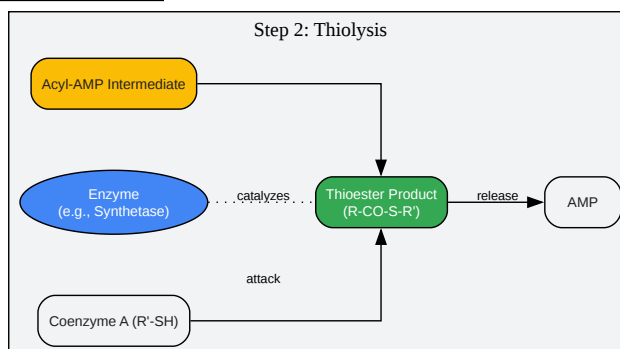 Step 2: Thiolysis
Acyl-AMP Intermediate
Enzyme
(e.g., Synthetase)
catalyzes
Thioester Product
(R-CO-S-R')
release
AMP
attack
Coenzyme A (R'-SH)